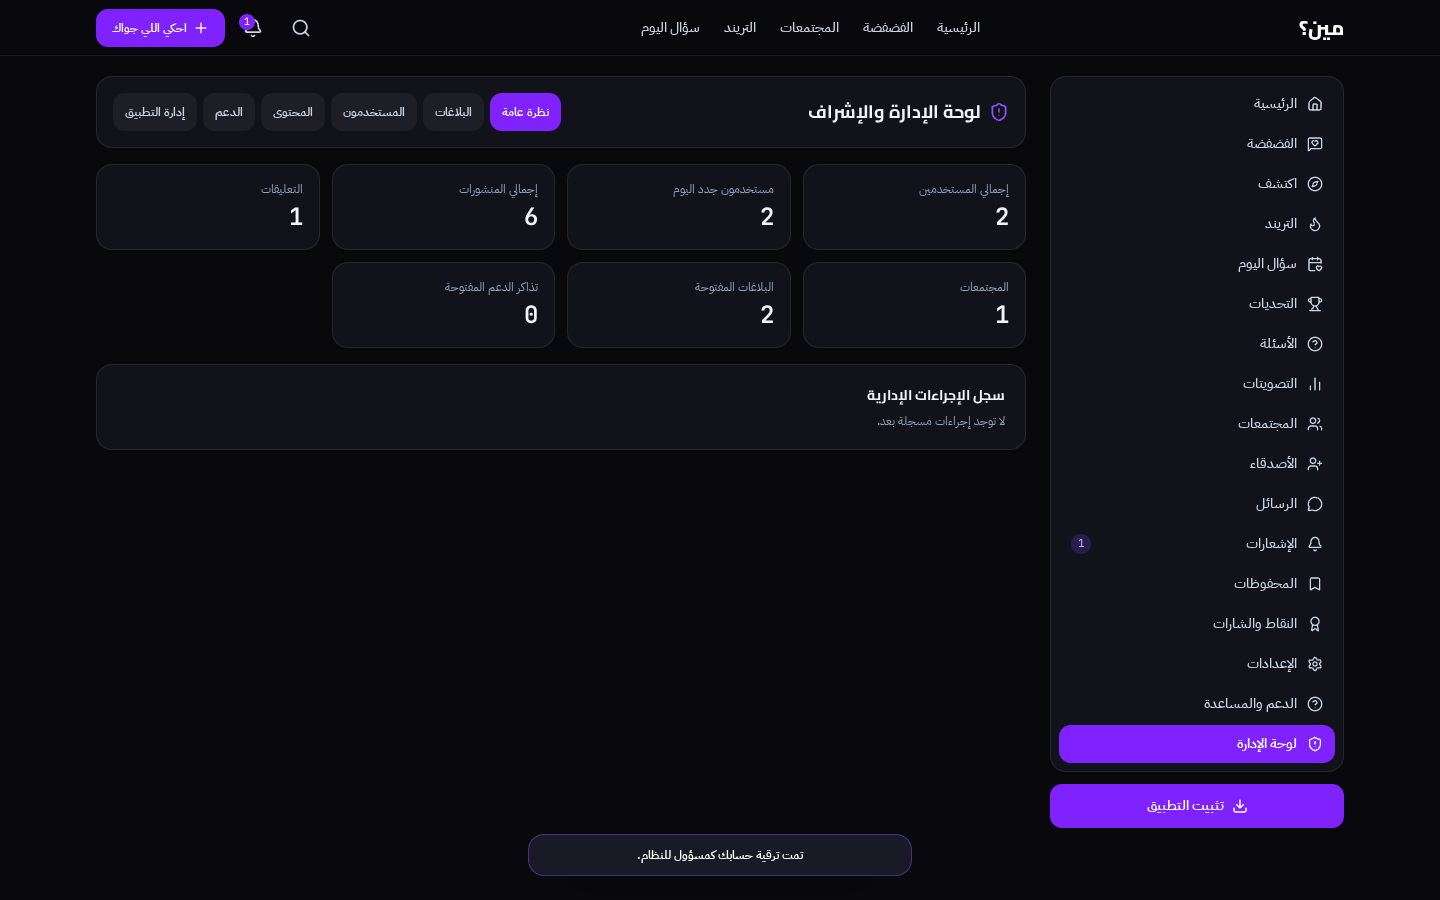 مين؟
الرئيسية
الفضفضة
المجتمعات
التريند
سؤال اليوم
1
احكي اللي جواك
الرئيسية
الفضفضة
اكتشف
التريند
سؤال اليوم
التحديات
الأسئلة
التصويتات
المجتمعات
الأصدقاء
الرسائل
الإشعارات
1
المحفوظات
النقاط والشارات
الإعدادات
الدعم والمساعدة
لوحة الإدارة
تثبيت التطبيق
لوحة الإدارة والإشراف
نظرة عامة
البلاغات
المستخدمون
المحتوى
الدعم
إدارة التطبيق
إجمالي المستخدمين
2
مستخدمون جدد اليوم
2
إجمالي المنشورات
6
التعليقات
1
المجتمعات
1
البلاغات المفتوحة
2
تذاكر الدعم المفتوحة
0
سجل الإجراءات الإدارية
لا توجد إجراءات مسجلة بعد.
تمت ترقية حسابك كمسؤول للنظام.